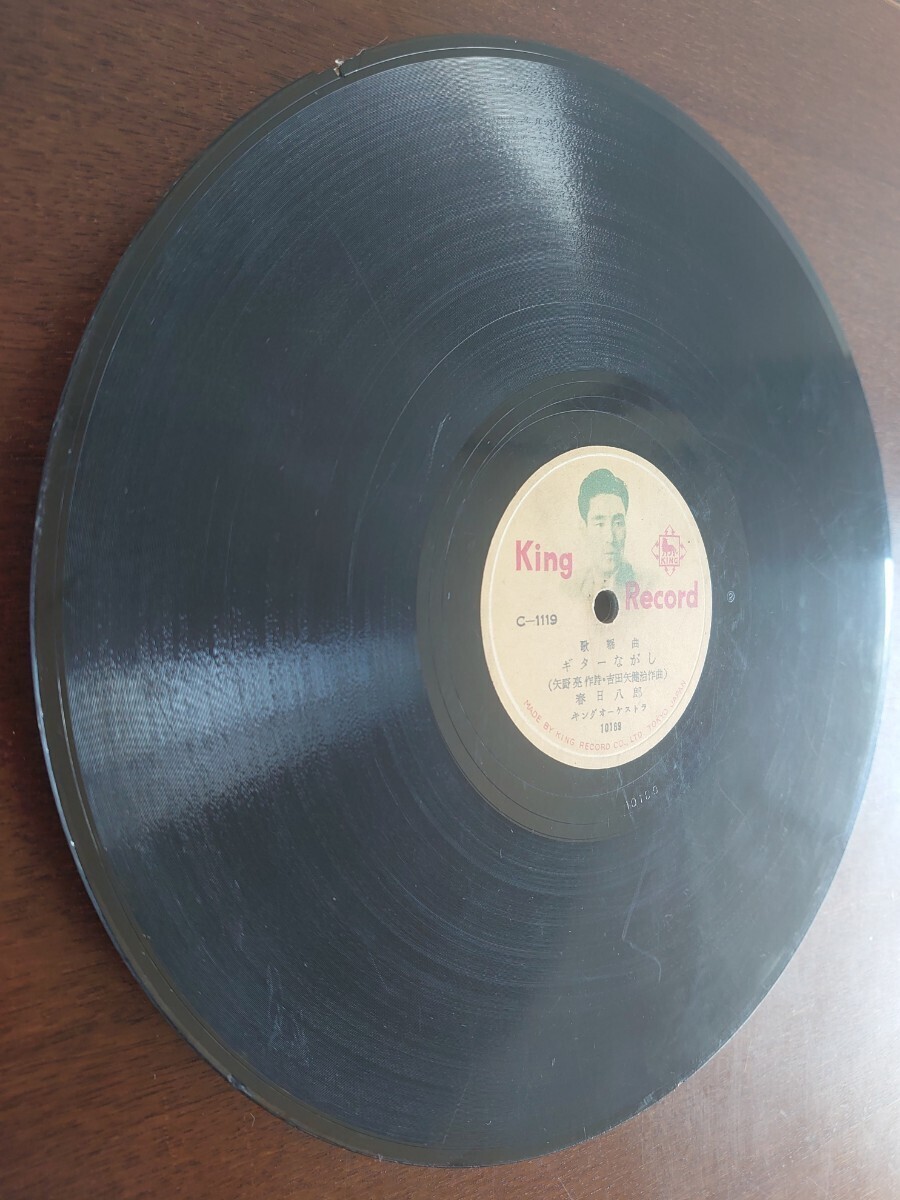 King
KING
Record
C-1119
歌謡曲
ギターながし
(矢野亮作詩・吉田矢健治作曲)
春日八郎
キングオーケストラ
10769
MADE BY KING RECORD CO., LTD. TOKYO JAPAN